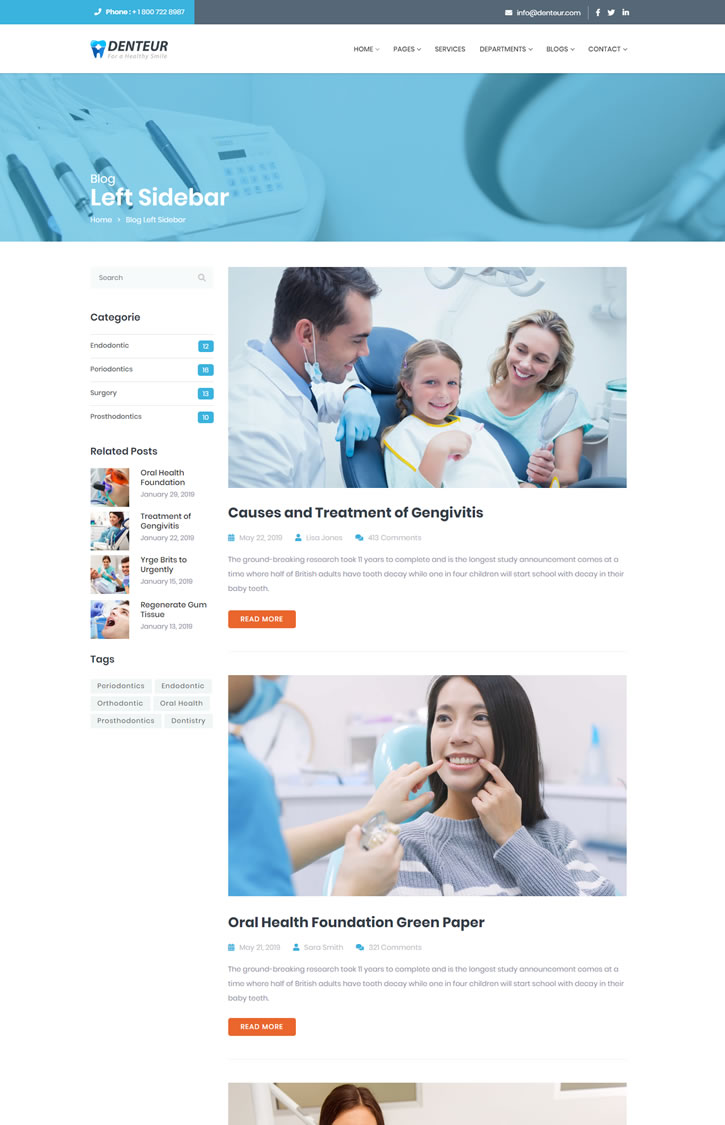 Phone : + 1 800 722 8987
info@denteur.com
DENTEUR
For a Healthy Smile
HOME PAGES SERVICES DEPARTMENTS BLOGS CONTACT
Blog
Left Sidebar
Home > Blog Left Sidebar
Search
Categorie
Endodontic 12
Periodontics 16
Surgery 13
Prosthodontics 10
Related Posts
Oral Health
Foundation
January 29, 2019
Treatment of
Gengivitis
January 22, 2019
Yrge Brits to
Urgently
January 15, 2019
Regenerate Gum
Tissue
January 13, 2019
Tags
Periodontics Endodontic
Orthodontic Oral Health
Prosthodontics Dentistry
Causes and Treatment of Gengivitis
May 22, 2019 Lisa Jones 413 Comments
The ground-breaking research took 11 years to complete and is the longest study announcement comes at a
time where half of British adults have tooth decay while one in four children will start school with decay in their
baby teeth.
READ MORE
Oral Health Foundation Green Paper
May 21, 2019 Sara Smith 321 Comments
The ground-breaking research took 11 years to complete and is the longest study announcement comes at a
time where half of British adults have tooth decay while one in four children will start school with decay in their
baby teeth.
READ MORE